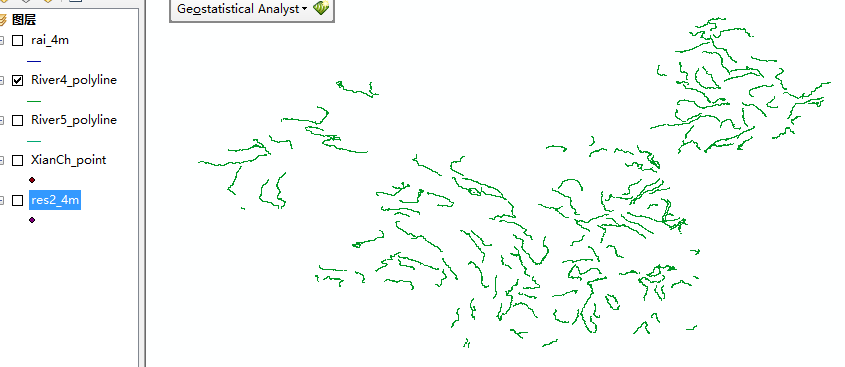 Geostatistical Analyst
图层
rai_4m
River4_polyline
River5_polyline
XianCh_point
res2_4m